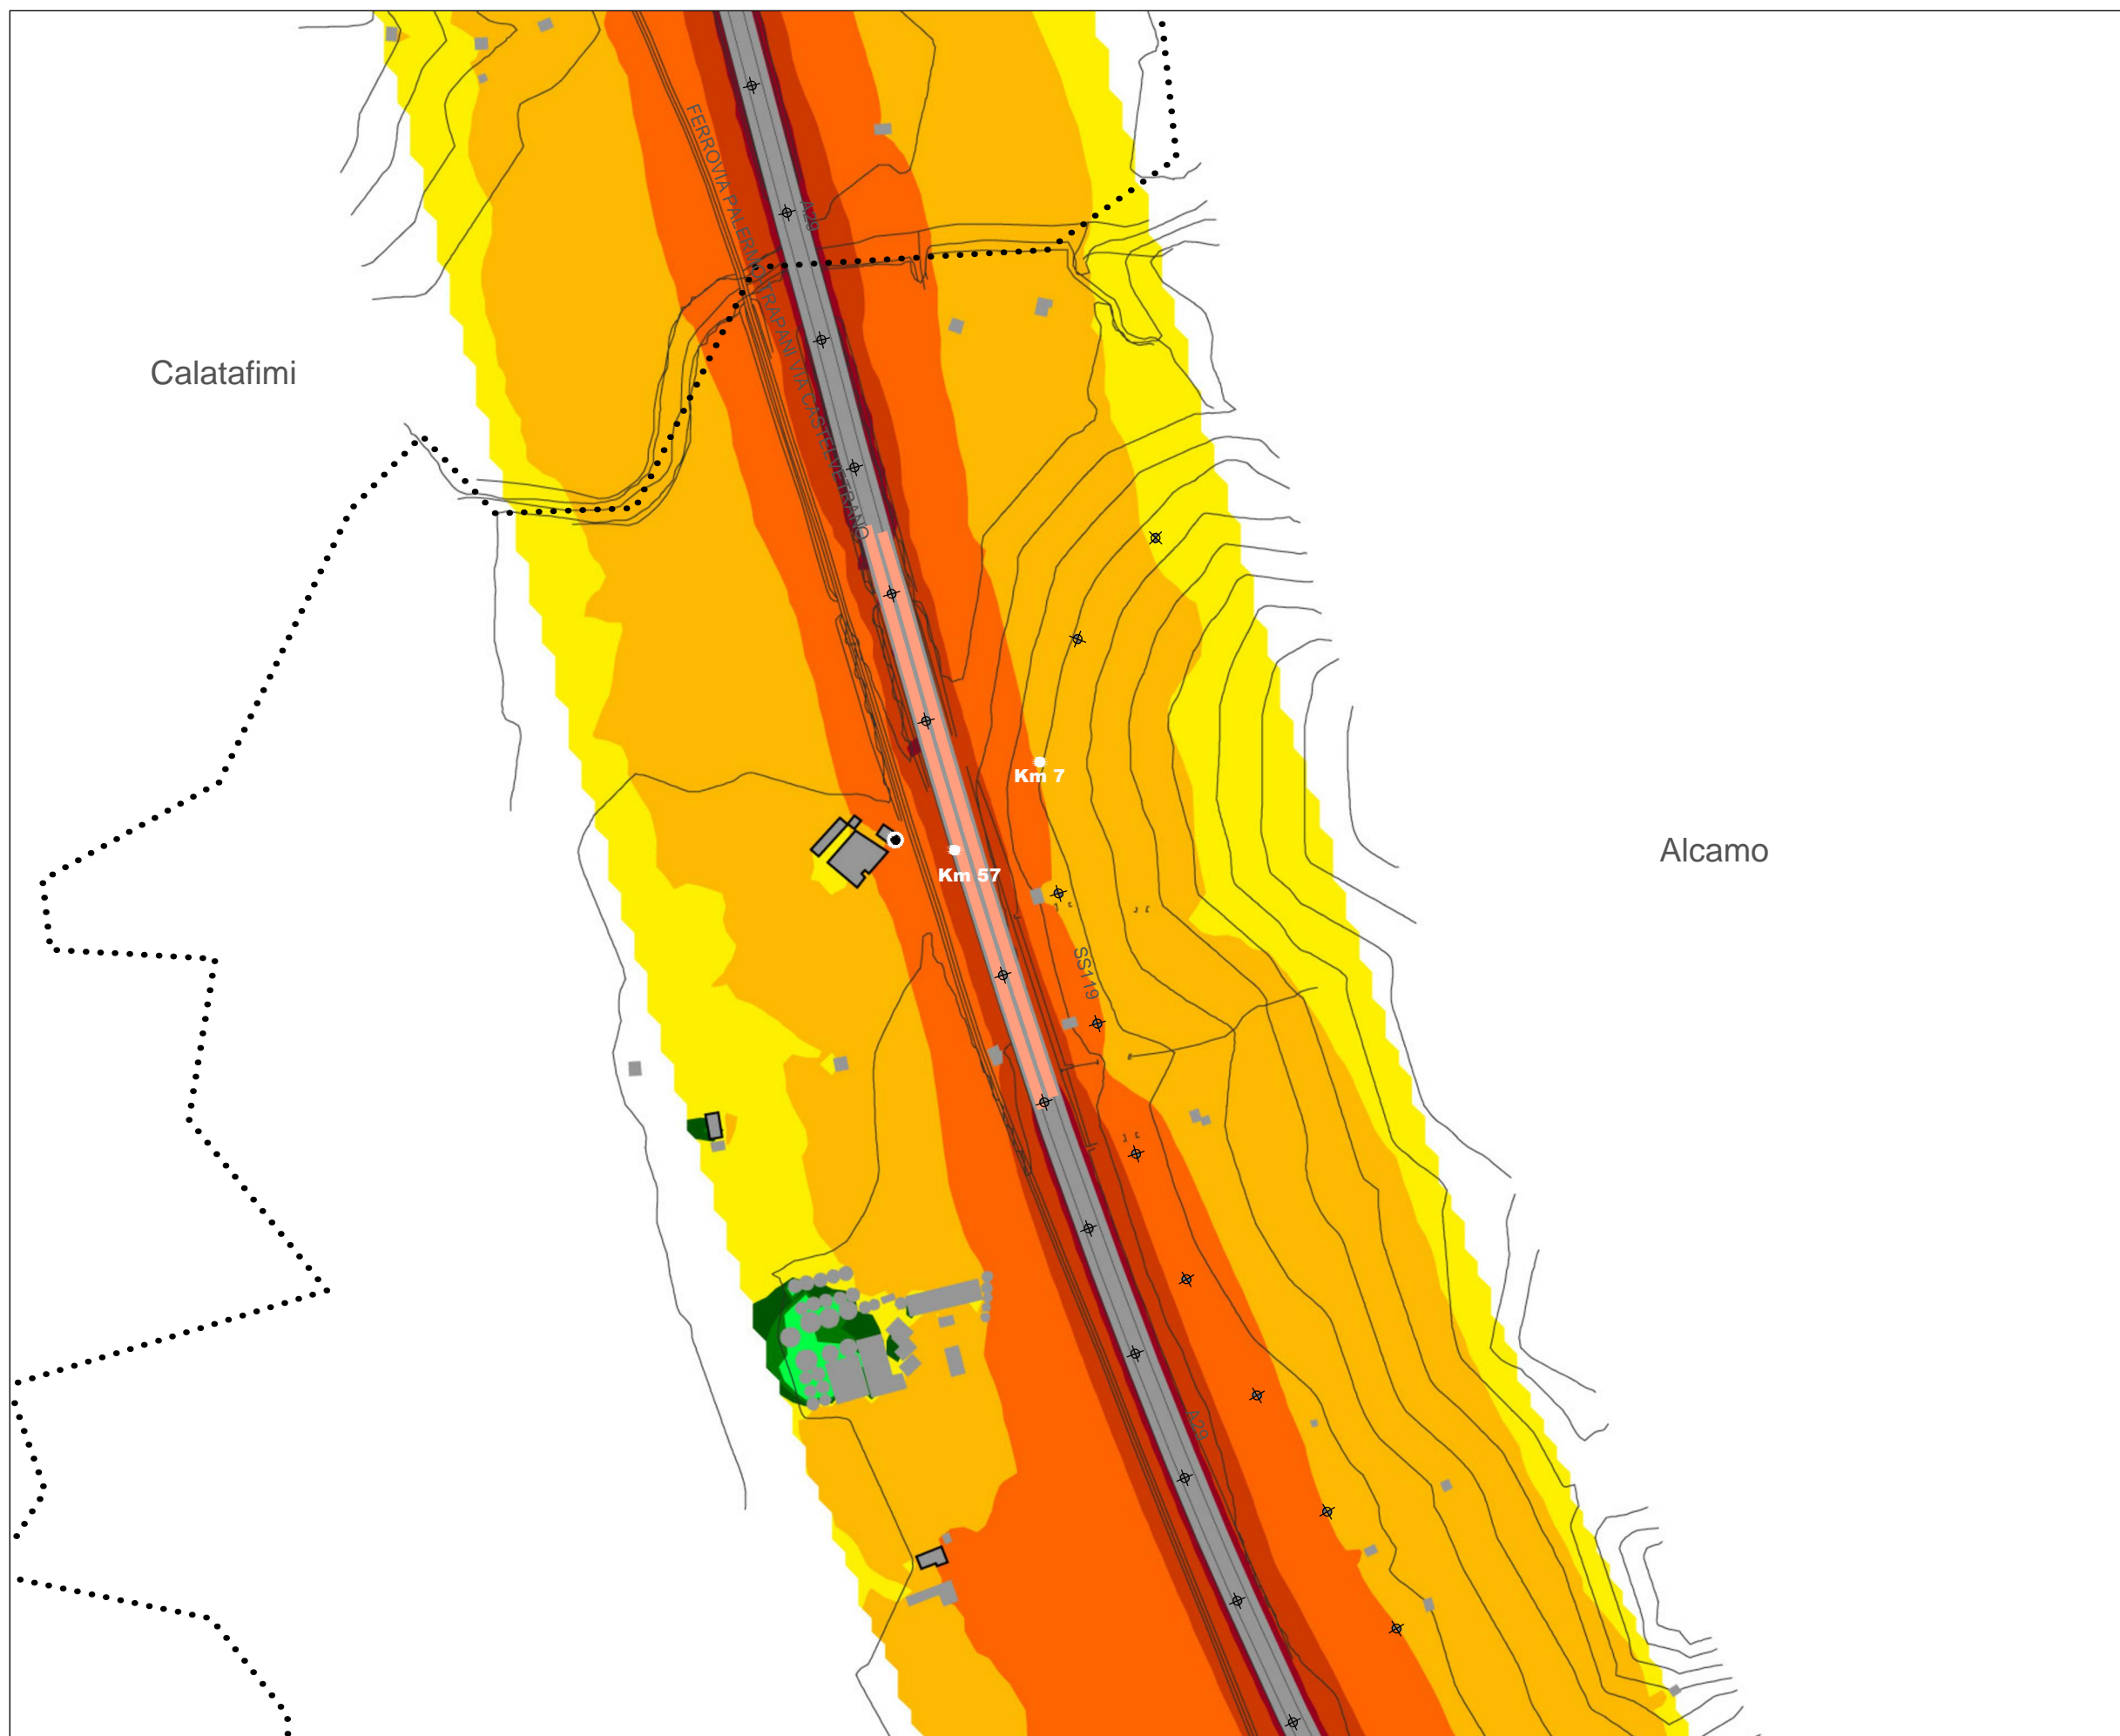 FERROVIA PALERMO TRAPANI VIA CASTELVETRANO
A29
Calatafimi
Km 7
Alcamo
Km 57
SS119
A29